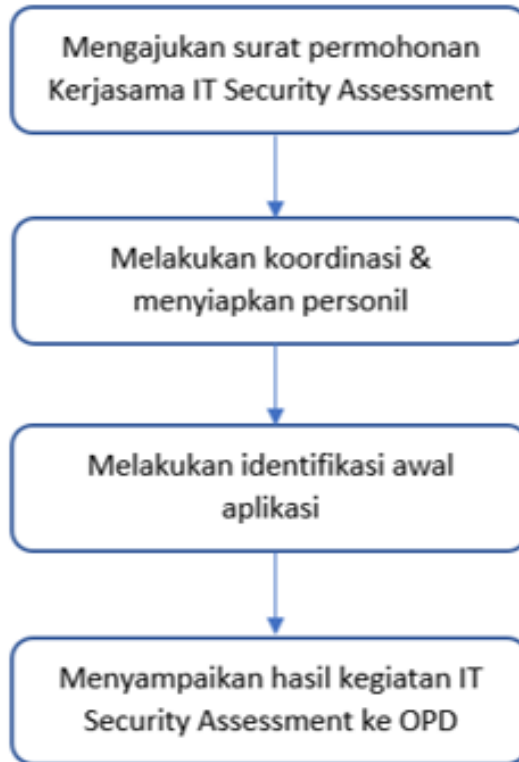 Mengajukan surat permohonan
Kerjasama IT Security Assessment
Melakukan koordinasi &
menyiapkan personil
Melakukan identifikasi awal
aplikasi
Menyampaikan hasil kegiatan IT
Security Assessment ke OPD